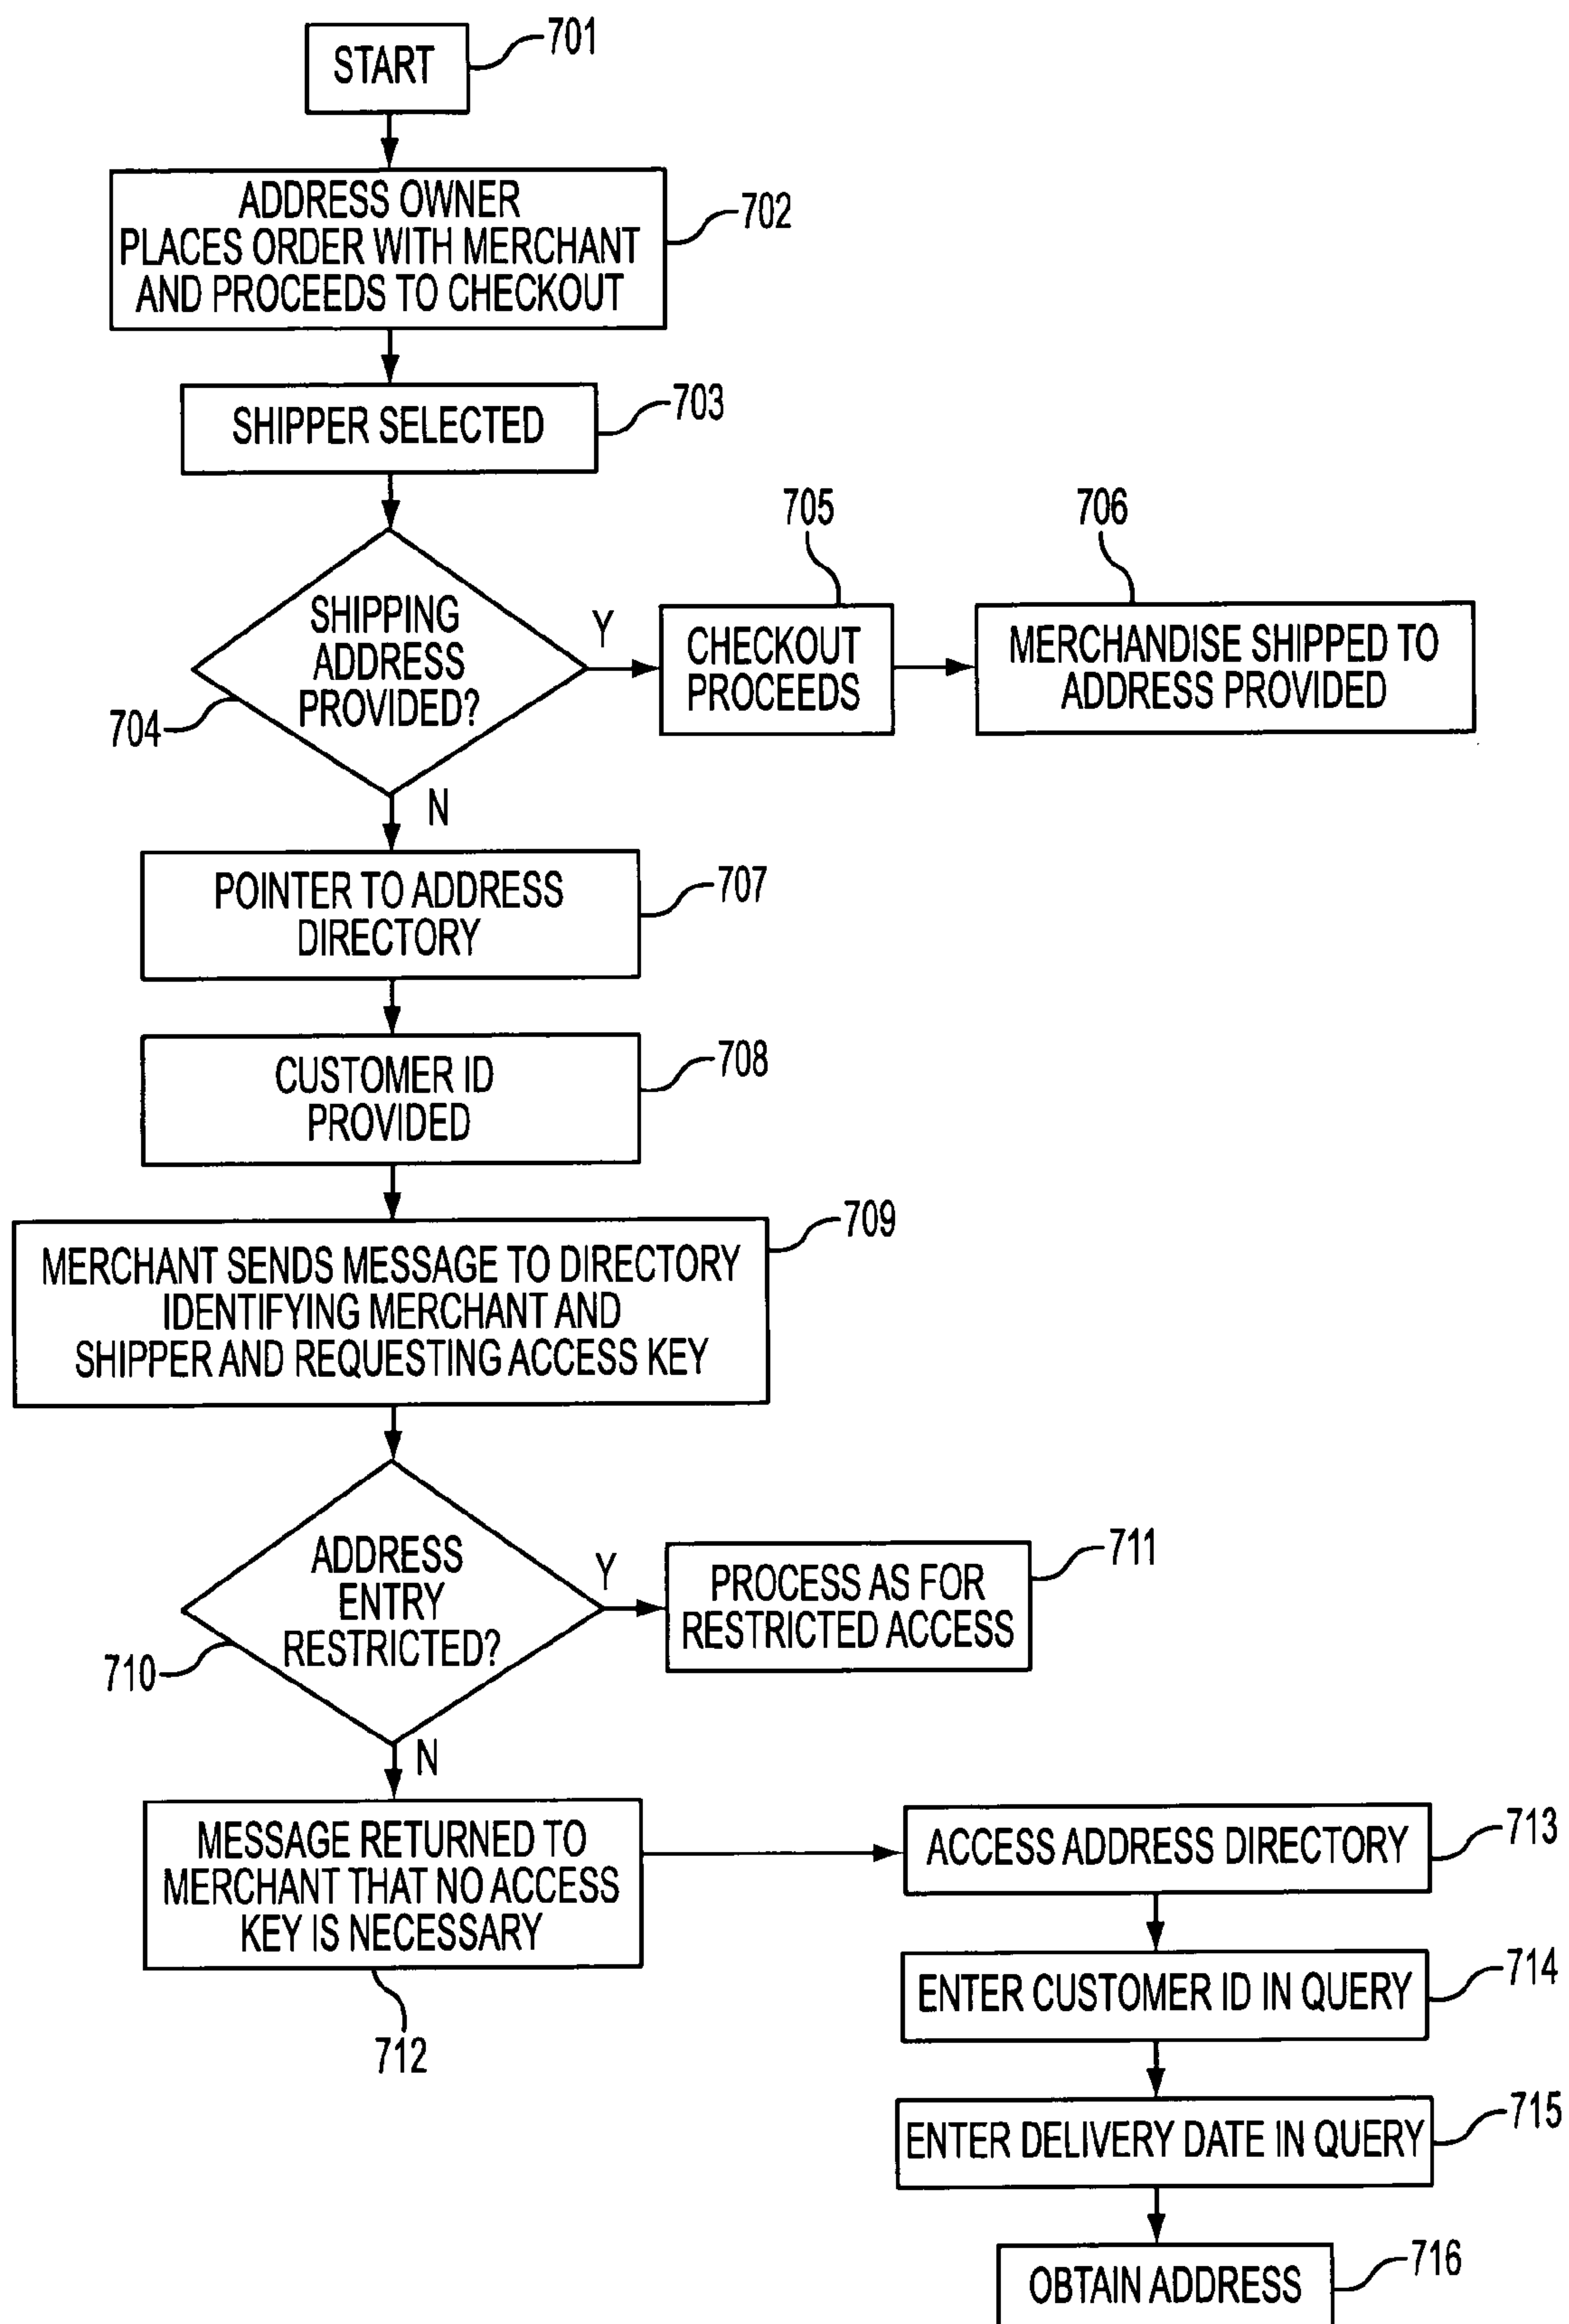 START
701
ADDRESS OWNER
PLACES ORDER WITH MERCHANT
AND PROCEEDS TO CHECKOUT
702
SHIPPER SELECTED
703
SHIPPING
ADDRESS
PROVIDED?
704
Y
705
CHECKOUT
PROCEEDS
706
MERCHANDISE SHIPPED TO
ADDRESS PROVIDED
N
POINTER TO ADDRESS
DIRECTORY
707
CUSTOMER ID
PROVIDED
708
MERCHANT SENDS MESSAGE TO DIRECTORY
IDENTIFYING MERCHANT AND
SHIPPER AND REQUESTING ACCESS KEY
709
ADDRESS
ENTRY
RESTRICTED?
710
Y
PROCESS AS FOR
RESTRICTED ACCESS
711
N
MESSAGE RETURNED TO
MERCHANT THAT NO ACCESS
KEY IS NECESSARY
712
ACCESS ADDRESS DIRECTORY
713
ENTER CUSTOMER ID IN QUERY
714
ENTER DELIVERY DATE IN QUERY
715
OBTAIN ADDRESS
716